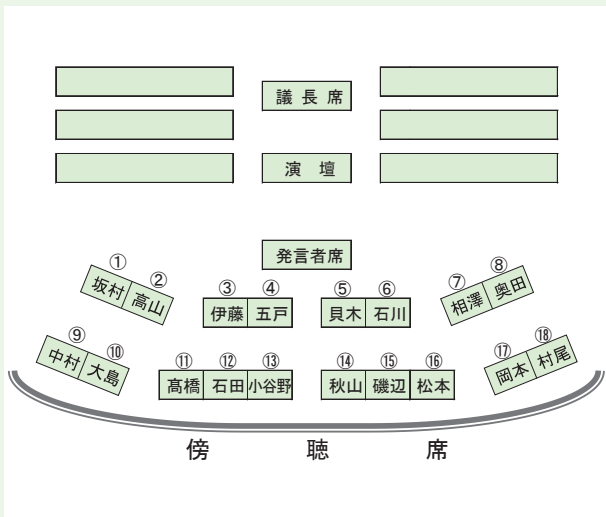 議長席
演壇
発言者席
① ② ③ ④ ⑤ ⑥ ⑦ ⑧
坂村 高山 伊藤 五戸 貝木 石川 相澤 奥田
⑨ ⑩ ⑪ ⑫ ⑬ ⑭ ⑮ ⑯ ⑰ ⑱
中村 大島 髙橋 石田 小谷野 秋山 磯辺 松本 岡本 村尾
傍聴席